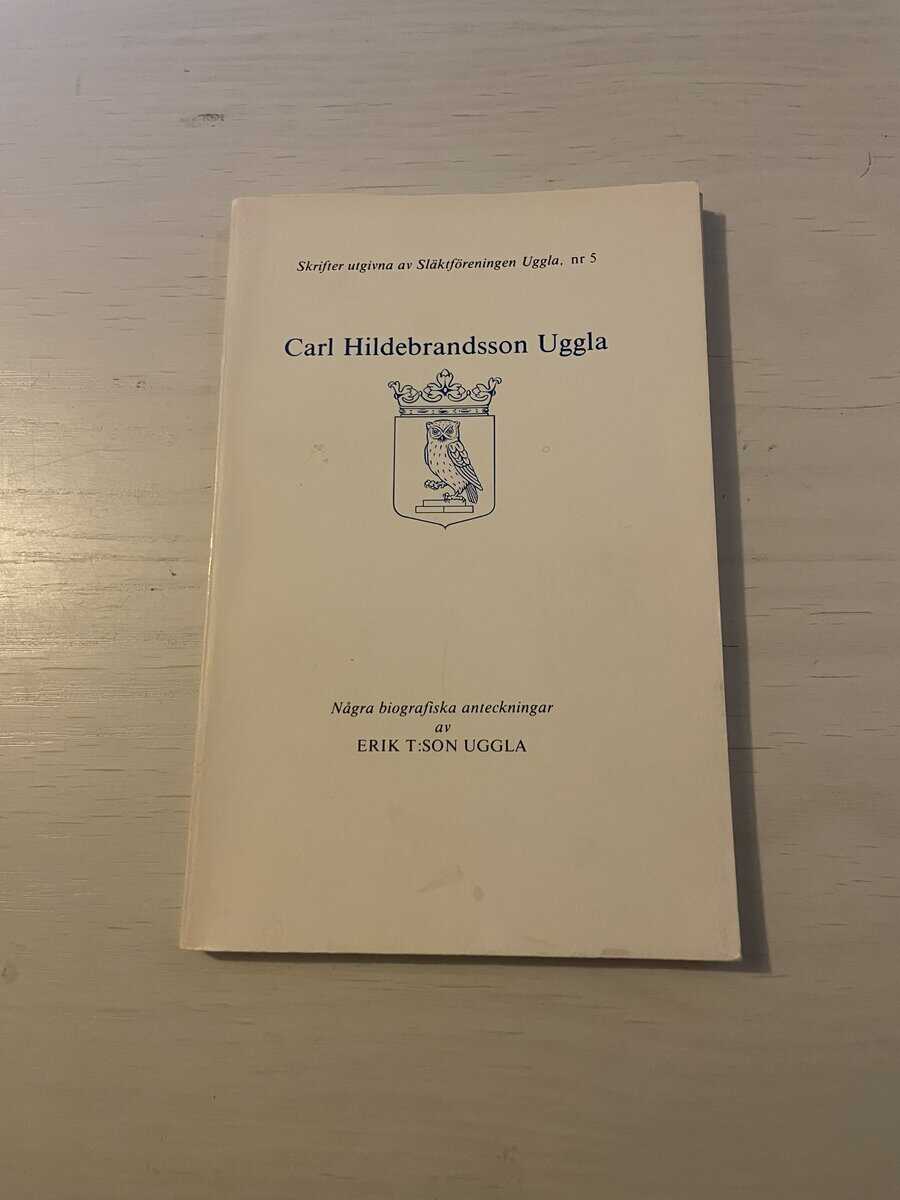 Skrifter utgivna av Släktföreningen Uggla, nr 5
Carl Hildebrandsson Uggla
Några biografiska anteckningar
av
ERIK T:SON UGGLA